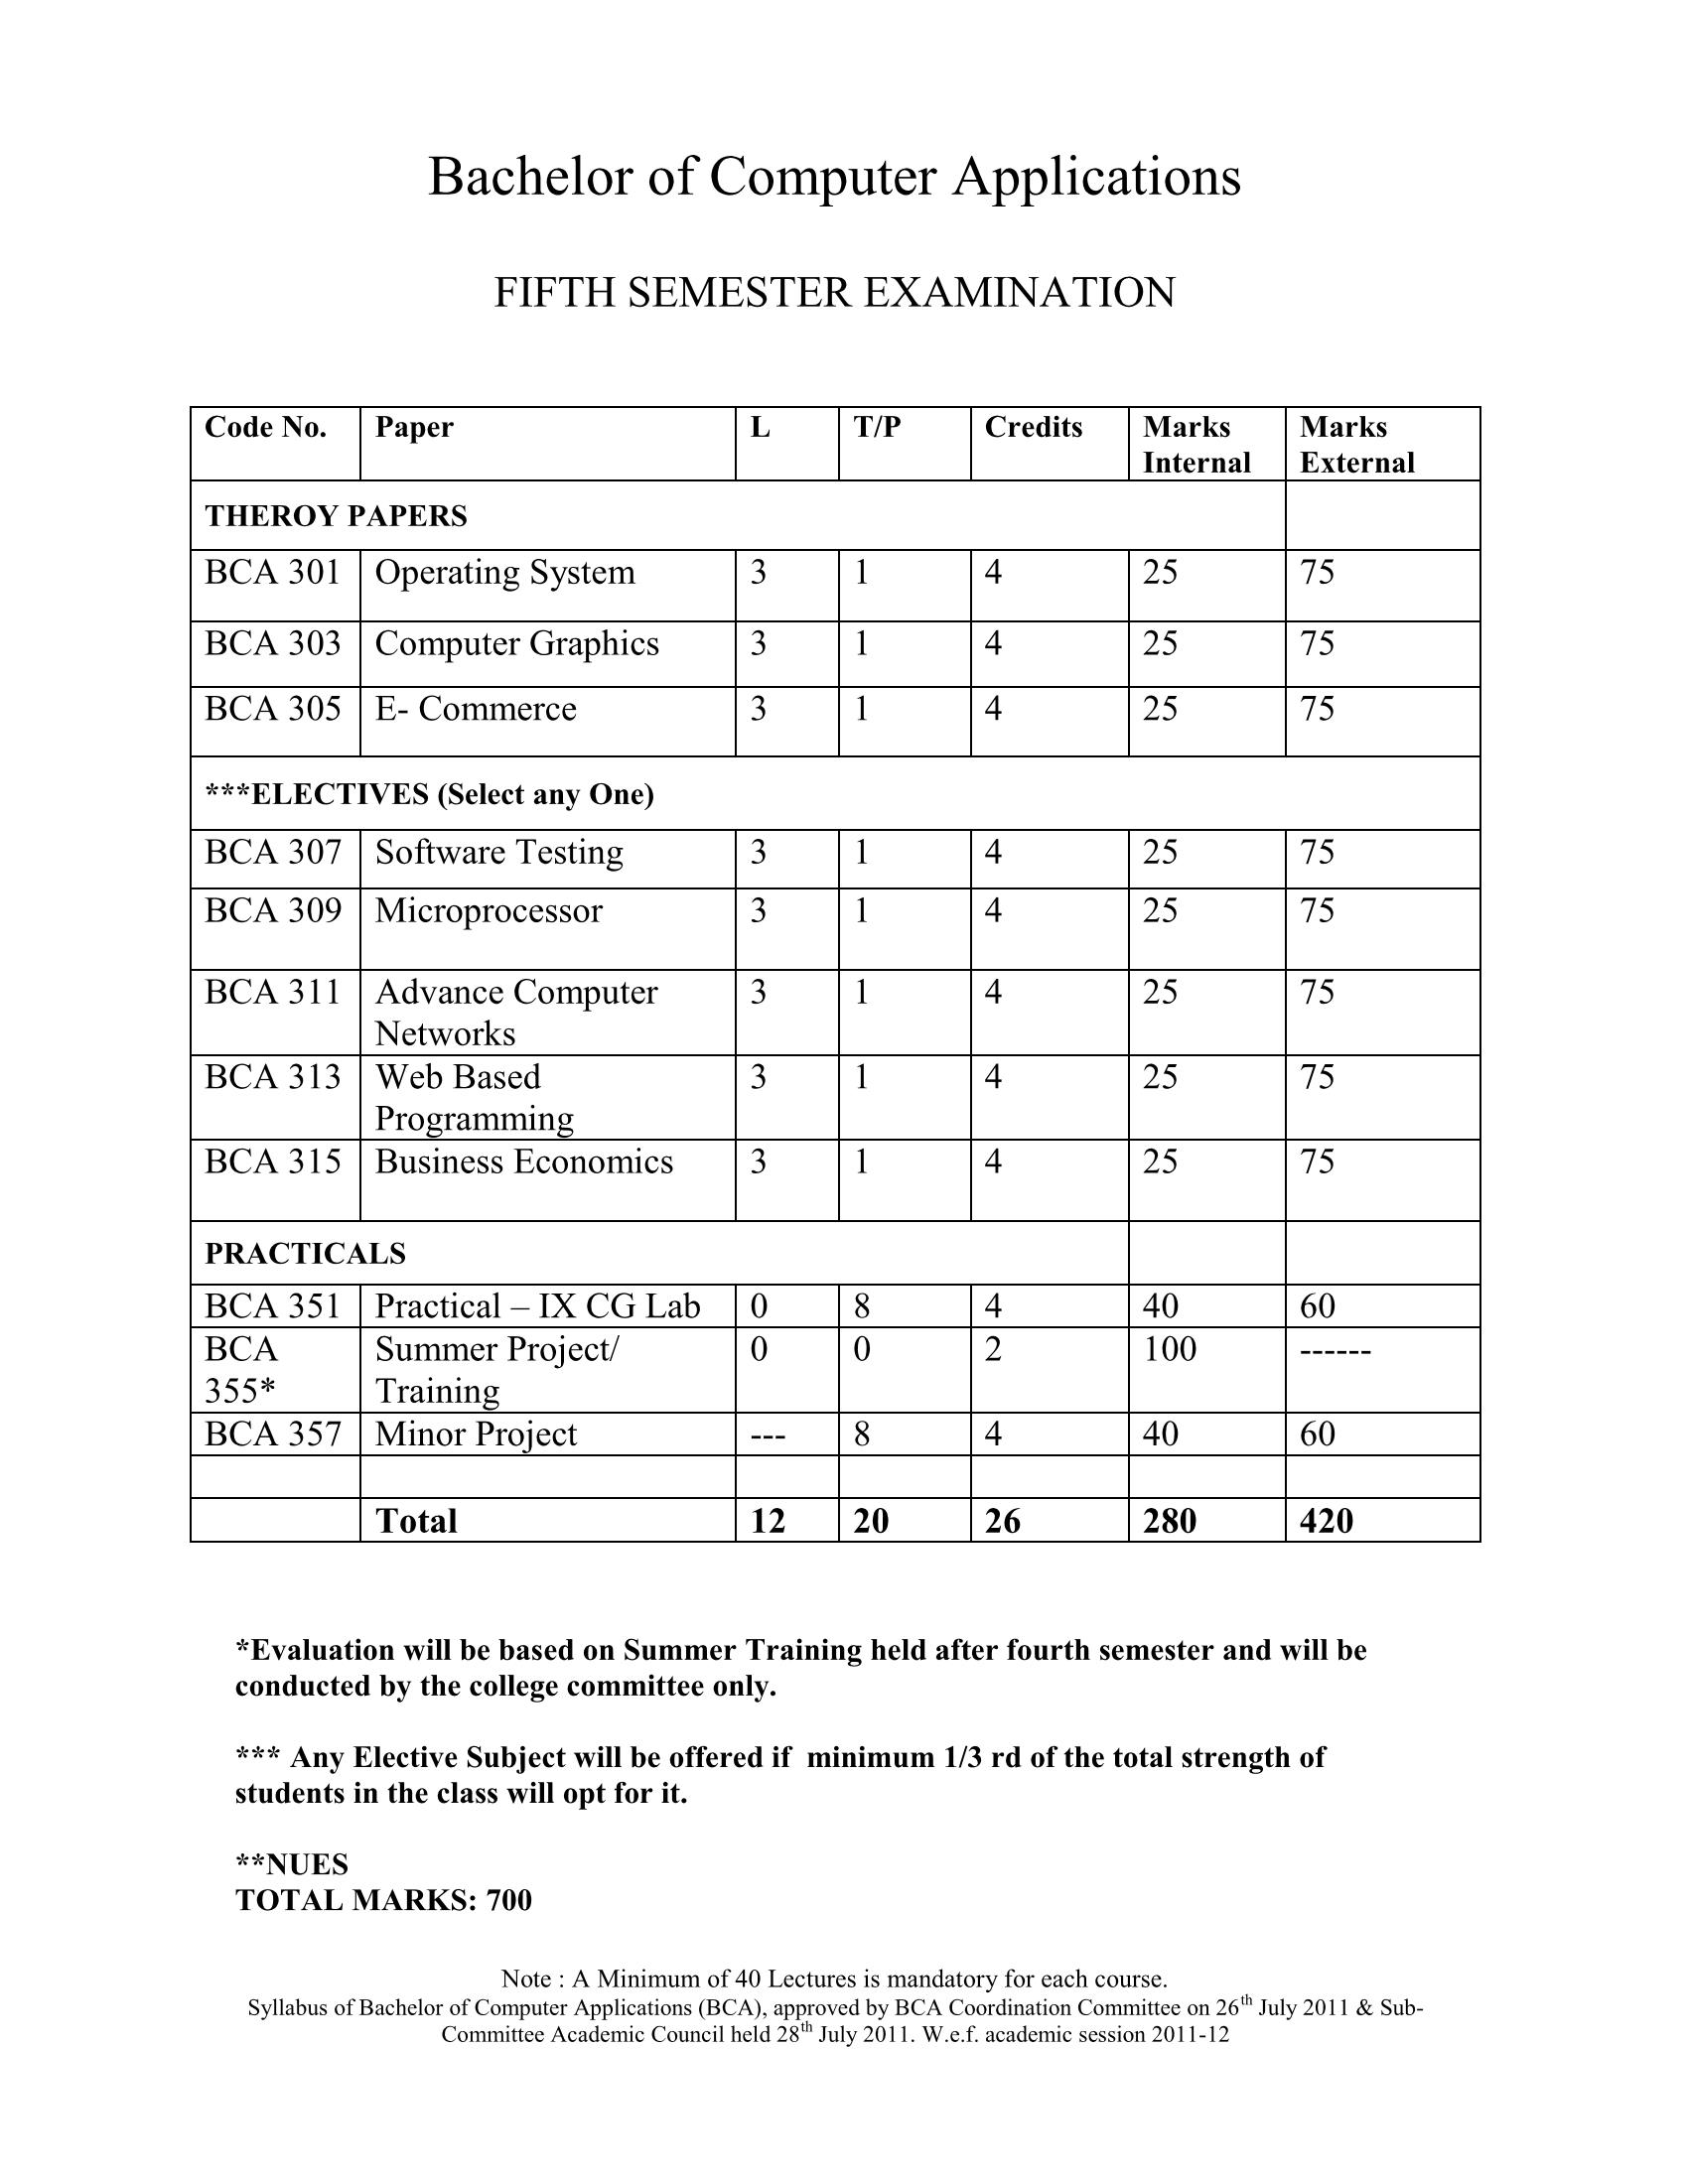 Bachelor of Computer Applications
FIFTH SEMESTER EXAMINATION
Code No. Paper L T/P Credits Marks Internal Marks External
THEROY PAPERS
BCA 301 Operating System 3 1 4 25 75
BCA 303 Computer Graphics 3 1 4 25 75
BCA 305 E- Commerce 3 1 4 25 75
***ELECTIVES (Select any One)
BCA 307 Software Testing 3 1 4 25 75
BCA 309 Microprocessor 3 1 4 25 75
BCA 311 Advance Computer Networks 3 1 4 25 75
BCA 313 Web Based Programming 3 1 4 25 75
BCA 315 Business Economics 3 1 4 25 75
PRACTICALS
BCA 351 Practical – IX CG Lab 0 8 4 40 60
BCA 355* Summer Project/ Training 0 0 2 100 ------
BCA 357 Minor Project --- 8 4 40 60
Total 12 20 26 280 420
*Evaluation will be based on Summer Training held after fourth semester and will be
conducted by the college committee only.
*** Any Elective Subject will be offered if  minimum 1/3 rd of the total strength of
students in the class will opt for it.
**NUES
TOTAL MARKS: 700
Note : A Minimum of 40 Lectures is mandatory for each course.
Syllabus of Bachelor of Computer Applications (BCA), approved by BCA Coordination Committee on 26th July 2011 & Sub-
Committee Academic Council held 28th July 2011. W.e.f. academic session 2011-12